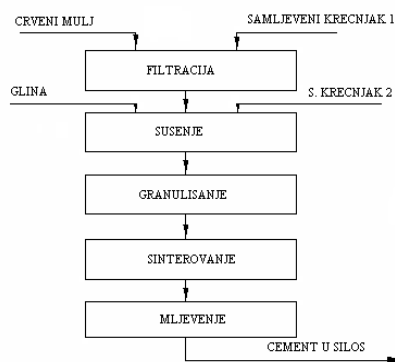 CRVENI MULJ
SAMLJEVENI KRECNJAK 1
FILTRACIJA
GLINA
S. KRECNJAK 2
SUSENJE
GRANULISANJE
SINTEROVANJE
MLJEVENJE
CEMENT U SILOS